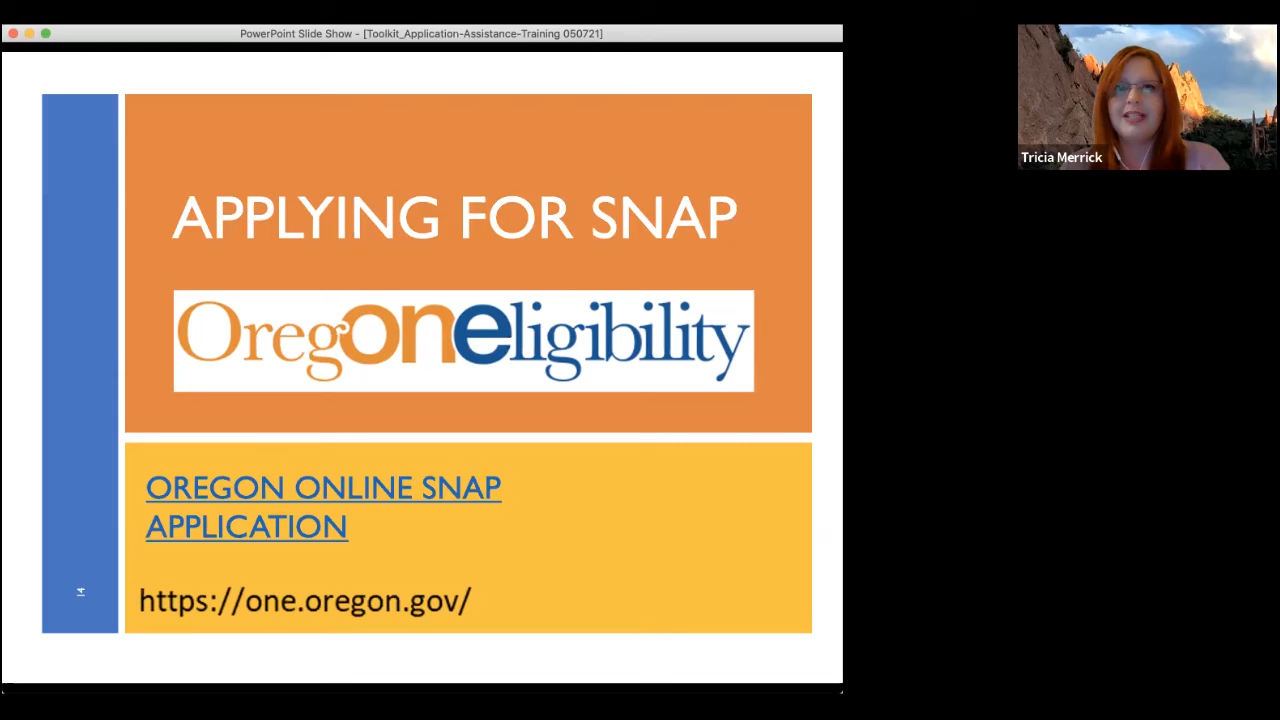 PowerPoint Slide Show - [Toolkit_Application-Assistance-Training 050721]
APPLYING FOR SNAP
Oregoneligibility
OREGON ONLINE SNAP
APPLICATION
https://one.oregon.gov/
14
Tricia Merrick